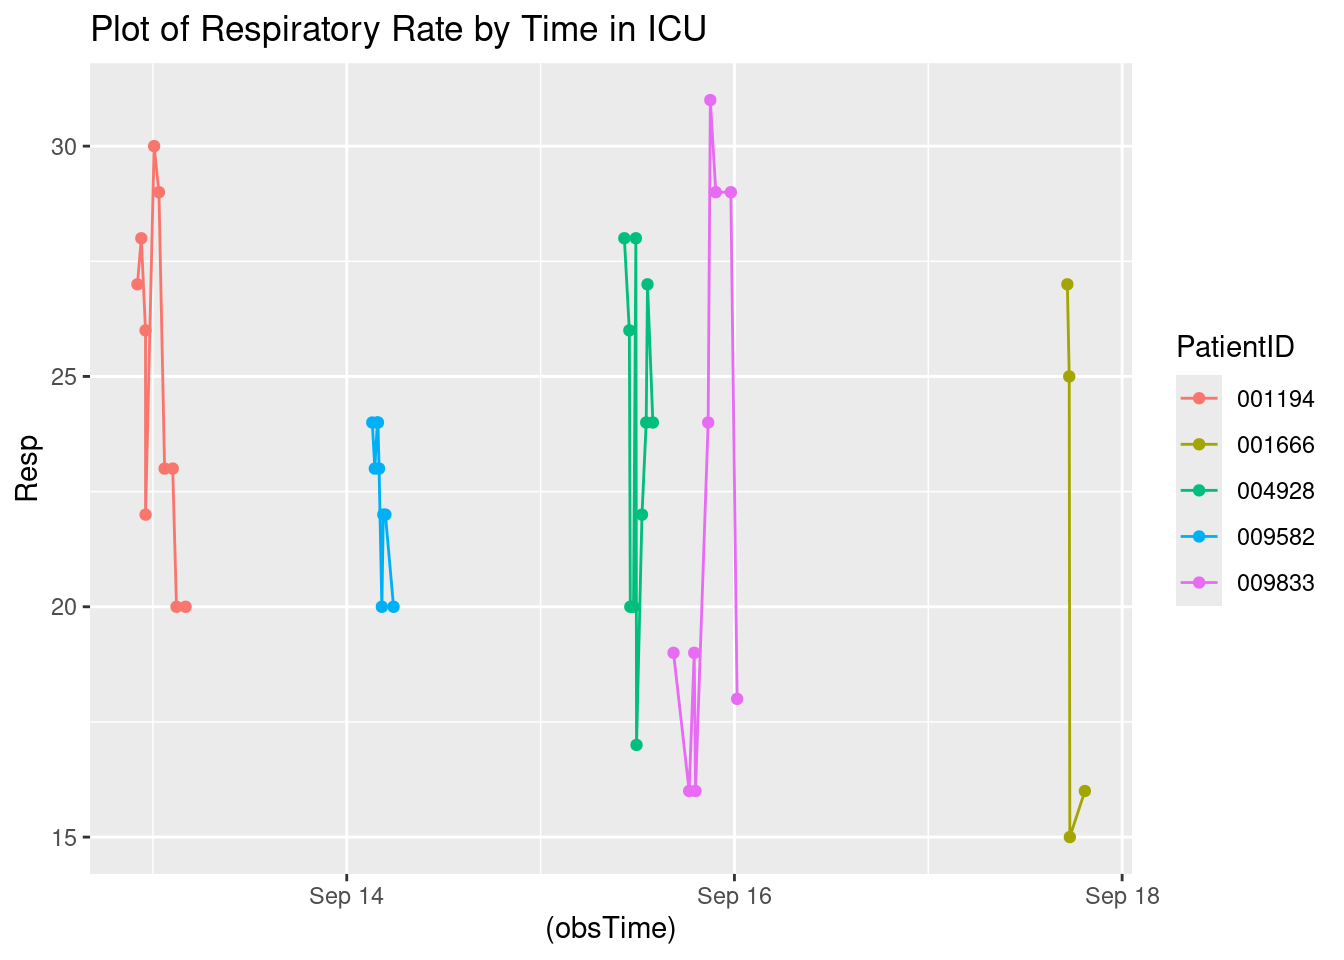 Plot of Respiratory Rate by Time in ICU
30
25
20
15
Resp
Sep 14
Sep 16
Sep 18
(obsTime)
PatientID
001194
001666
004928
009582
009833